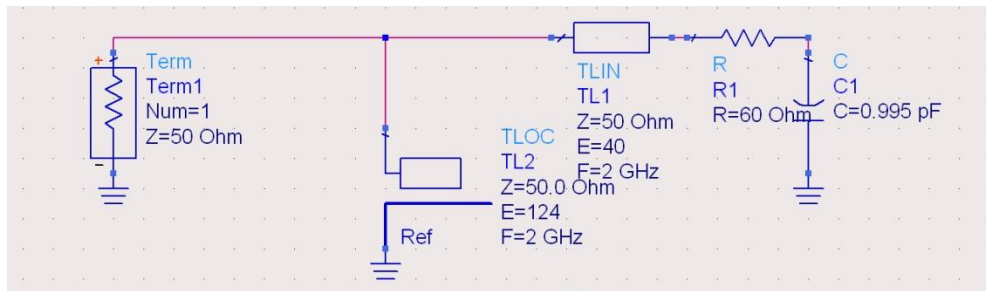 +
Term
Term1
Num=1
Z=50 Ohm
-
TLOC
TL2
Z=50.0 Ohm
E=124
F=2 GHz
Ref
TLIN
TL1
Z=50 Ohm
E=40
F=2 GHz
R
R1
R=60 Ohm
C
C1
C=0.995 pF